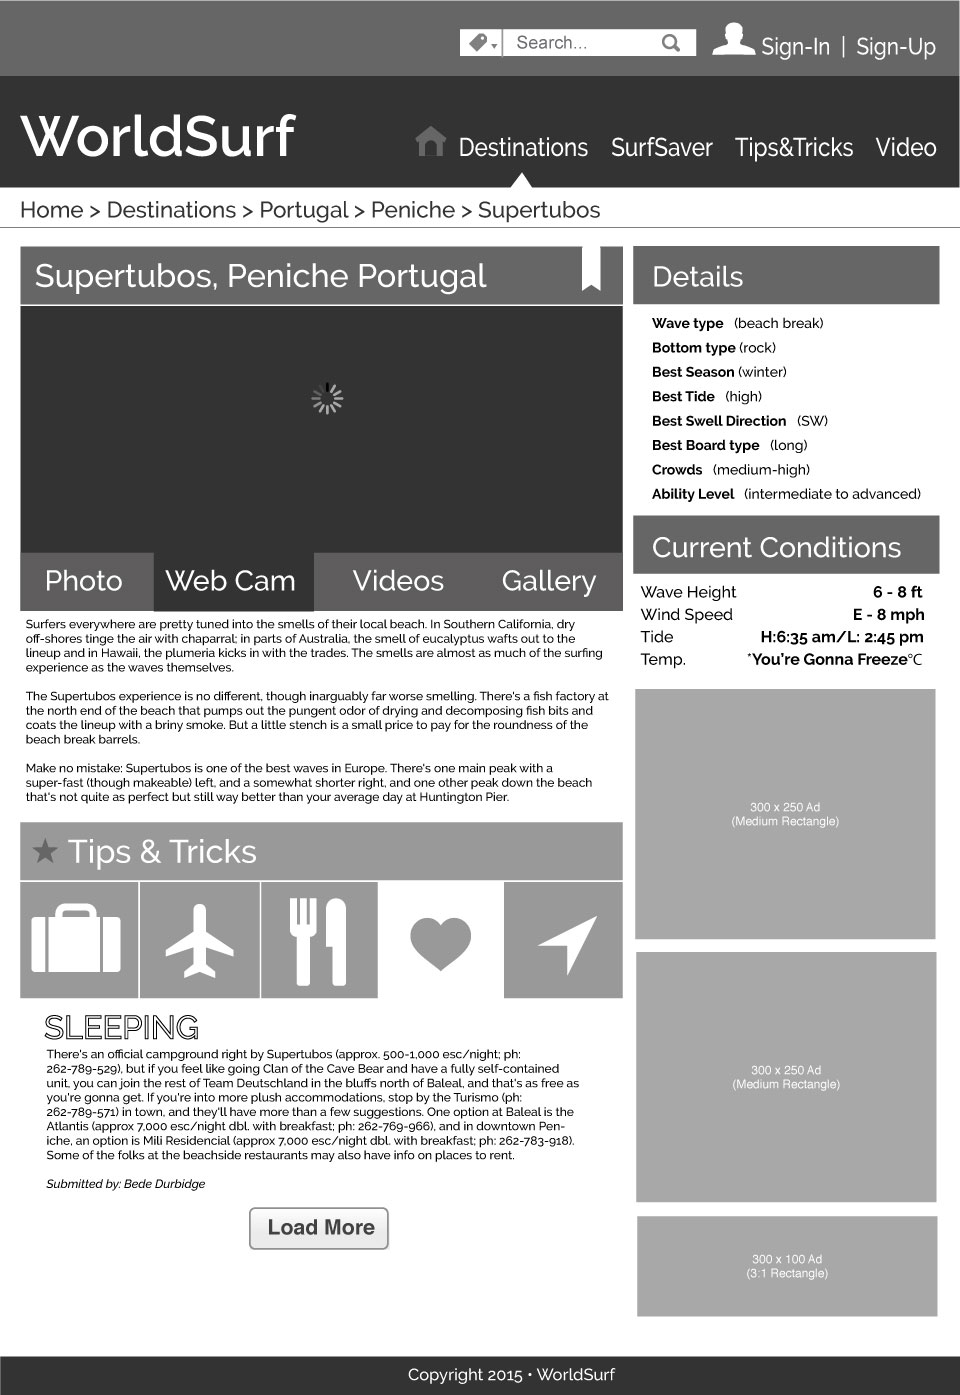 Search...
Sign-In | Sign-Up
WorldSurf
Destinations SurfSaver Tips&Tricks Video
Home > Destinations > Portugal > Peniche > Supertubos
Supertubos, Peniche Portugal
Photo Web Cam Videos Gallery
Surfers everywhere are pretty tuned into the smells of their local beach. In Southern California, dry
off-shores tinge the air with chaparral; in parts of Australia, the smell of eucalyptus wafts out to the
lineup and in Hawaii, the plumeria kicks in with the trades. The smells are almost as much of the surfing
experience as the waves themselves.
The Supertubos experience is no different, though inarguably far worse smelling. There's a fish factory at
the north end of the beach that pumps out the pungent odor of drying and decomposing fish bits and
coats the lineup with a briny smoke. But a little stench is a small price to pay for the roundness of the
beach break barrels.
Make no mistake: Supertubos is one of the best waves in Europe. There's one main peak with a
super-fast (though makeable) left, and a somewhat shorter right, and one other peak down the beach
that's not quite as perfect but still way better than your average day at Huntington Pier.
Tips & Tricks
SLEEPING
There's an official campground right by Supertubos (approx. 500-1,000 esc/night; ph:
262-789-529), but if you feel like going Clan of the Cave Bear and have a fully self-contained
unit, you can join the rest of Team Deutschland in the bluffs north of Baleal, and that's as free as
you're gonna get. If you're into more plush accommodations, stop by the Turismo (ph:
262-789-571) in town, and they'll have more than a few suggestions. One option at Baleal is the
Atlantis (approx 7,000 esc/night dbl. with breakfast; ph: 262-769-966), and in downtown Pen-
iche, an option is Mili Residencial (approx 7,000 esc/night dbl. with breakfast; ph: 262-783-918).
Some of the folks at the beachside restaurants may also have info on places to rent.
Submitted by: Bede Durbidge
Load More
Details
Wave type (beach break)
Bottom type (rock)
Best Season (winter)
Best Tide (high)
Best Swell Direction (SW)
Best Board type (long)
Crowds (medium-high)
Ability Level (intermediate to advanced)
Current Conditions
Wave Height 6 - 8 ft
Wind Speed E - 8 mph
Tide H:6:35 am/L: 2:45 pm
Temp. *You're Gonna Freeze°C
300 x 250 Ad
(Medium Rectangle)
300 x 250 Ad
(Medium Rectangle)
300 x 100 Ad
(3:1 Rectangle)
Copyright 2015 • WorldSurf